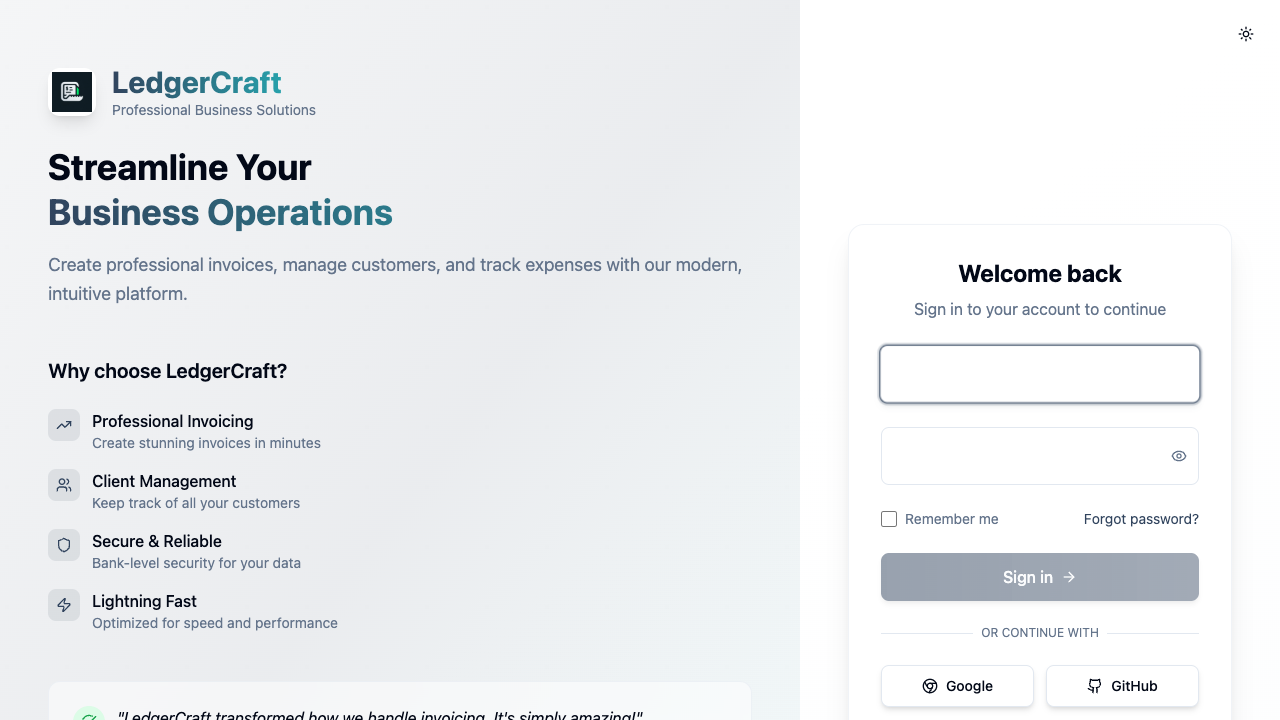 LedgerCraft
Professional Business Solutions
Streamline Your
Business Operations
Create professional invoices, manage customers, and track expenses with our modern,
intuitive platform.
Why choose LedgerCraft?
Professional Invoicing
Create stunning invoices in minutes
Client Management
Keep track of all your customers
Secure & Reliable
Bank-level security for your data
Lightning Fast
Optimized for speed and performance
"LedgerCraft transformed how we handle invoicing. It's simply amazing!"
Welcome back
Sign in to your account to continue
Remember me
Forgot password?
Sign in
OR CONTINUE WITH
Google
GitHub